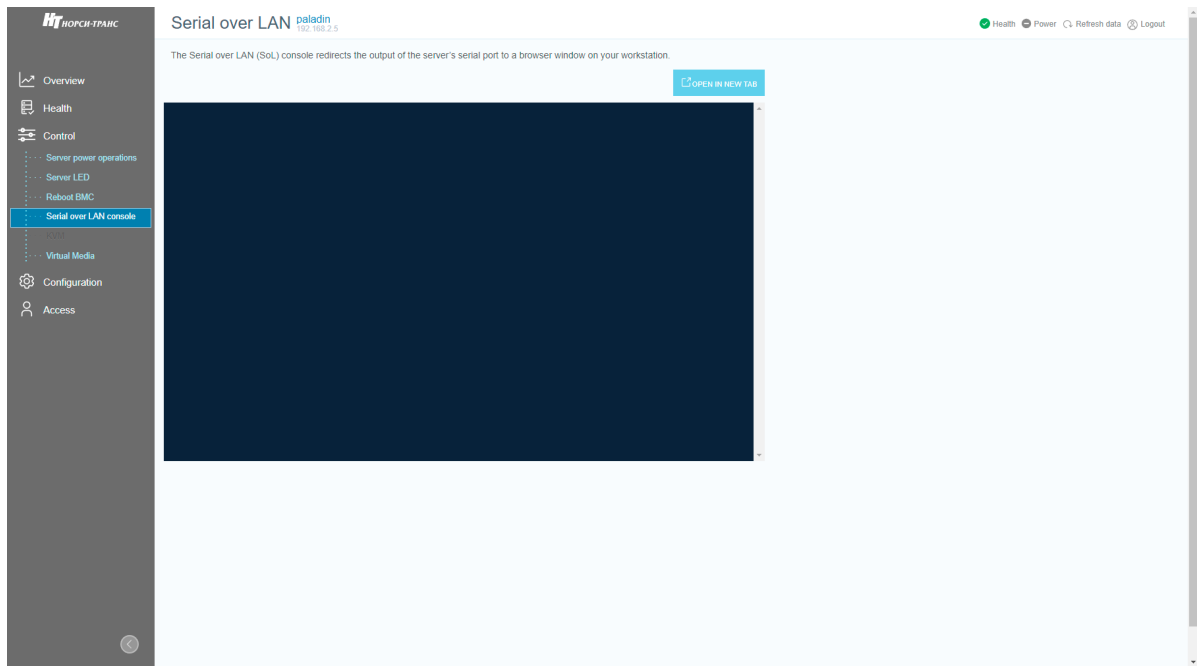 НОРСИ-ТРАНС
Serial over LAN paladin
192.168.2.5
Health Power Refresh data Logout
The Serial over LAN (SoL) console redirects the output of the server's serial port to a browser window on your workstation.
OPEN IN NEW TAB
Overview
Health
Control
Server power operations
Server LED
Reboot BMC
Serial over LAN console
KVM
Virtual Media
Configuration
Access